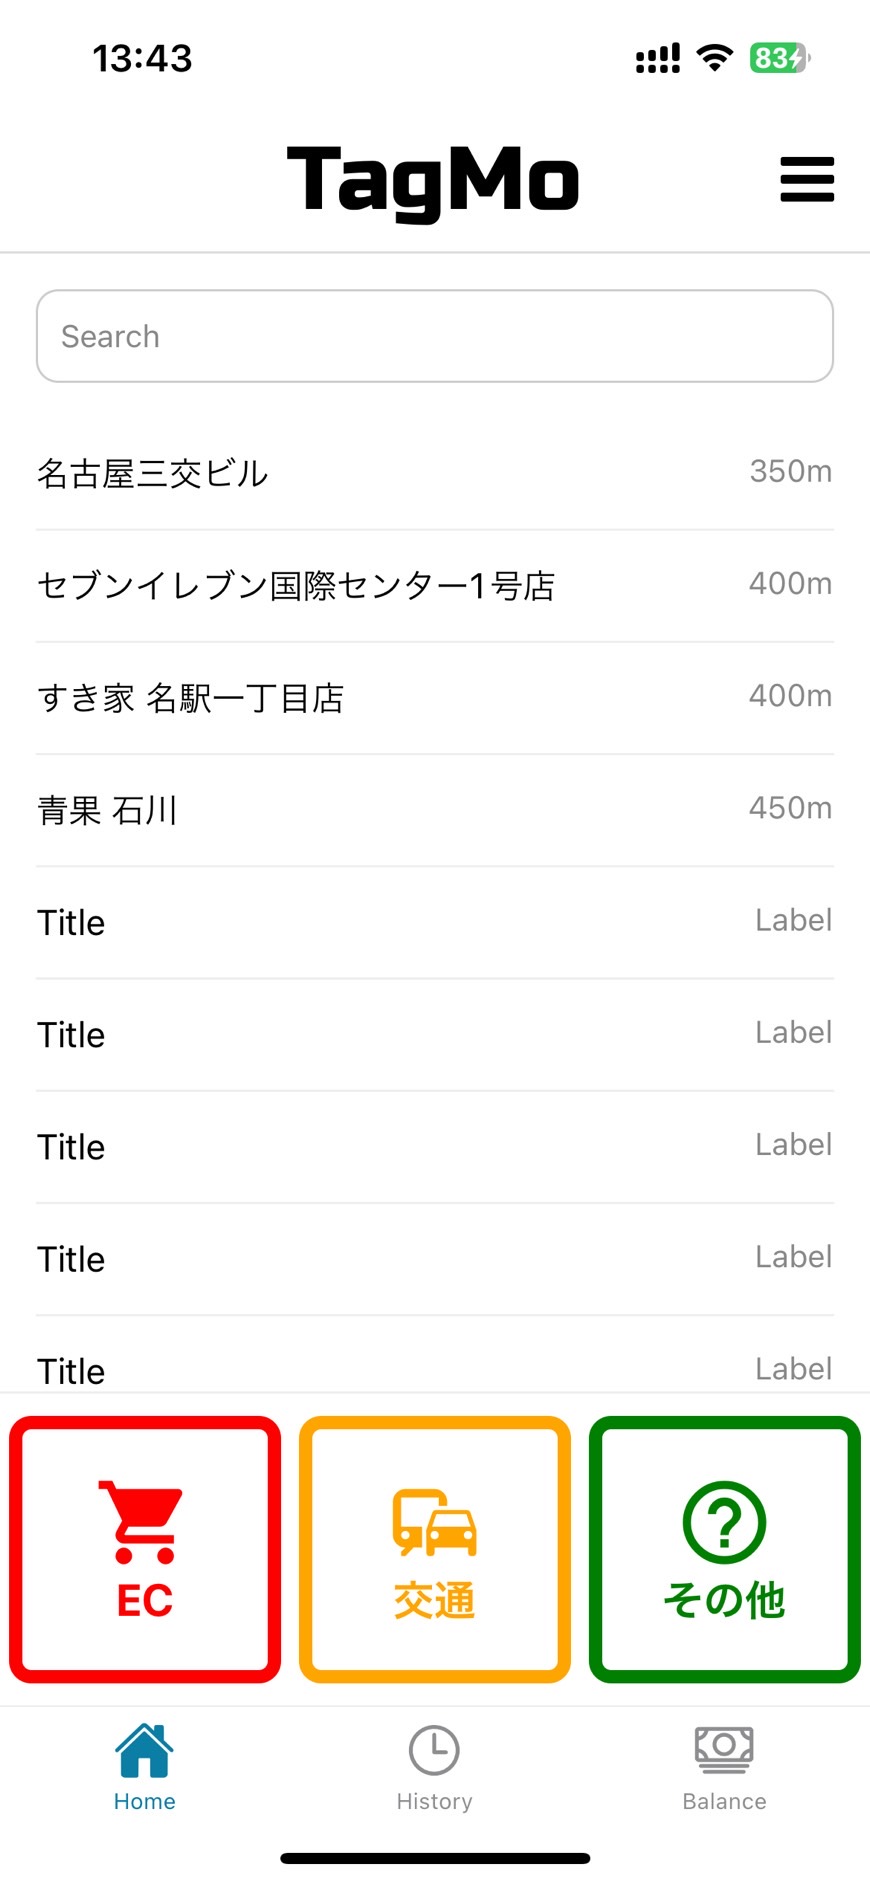 13:43
83
TagMo
Search
名古屋三交ビル 350m
セブンイレブン国際センター1号店 400m
すき家 名駅一丁目店 400m
青果 石川 450m
Title Label
Title Label
Title Label
Title Label
Title Label
EC 交通 その他
Home History Balance